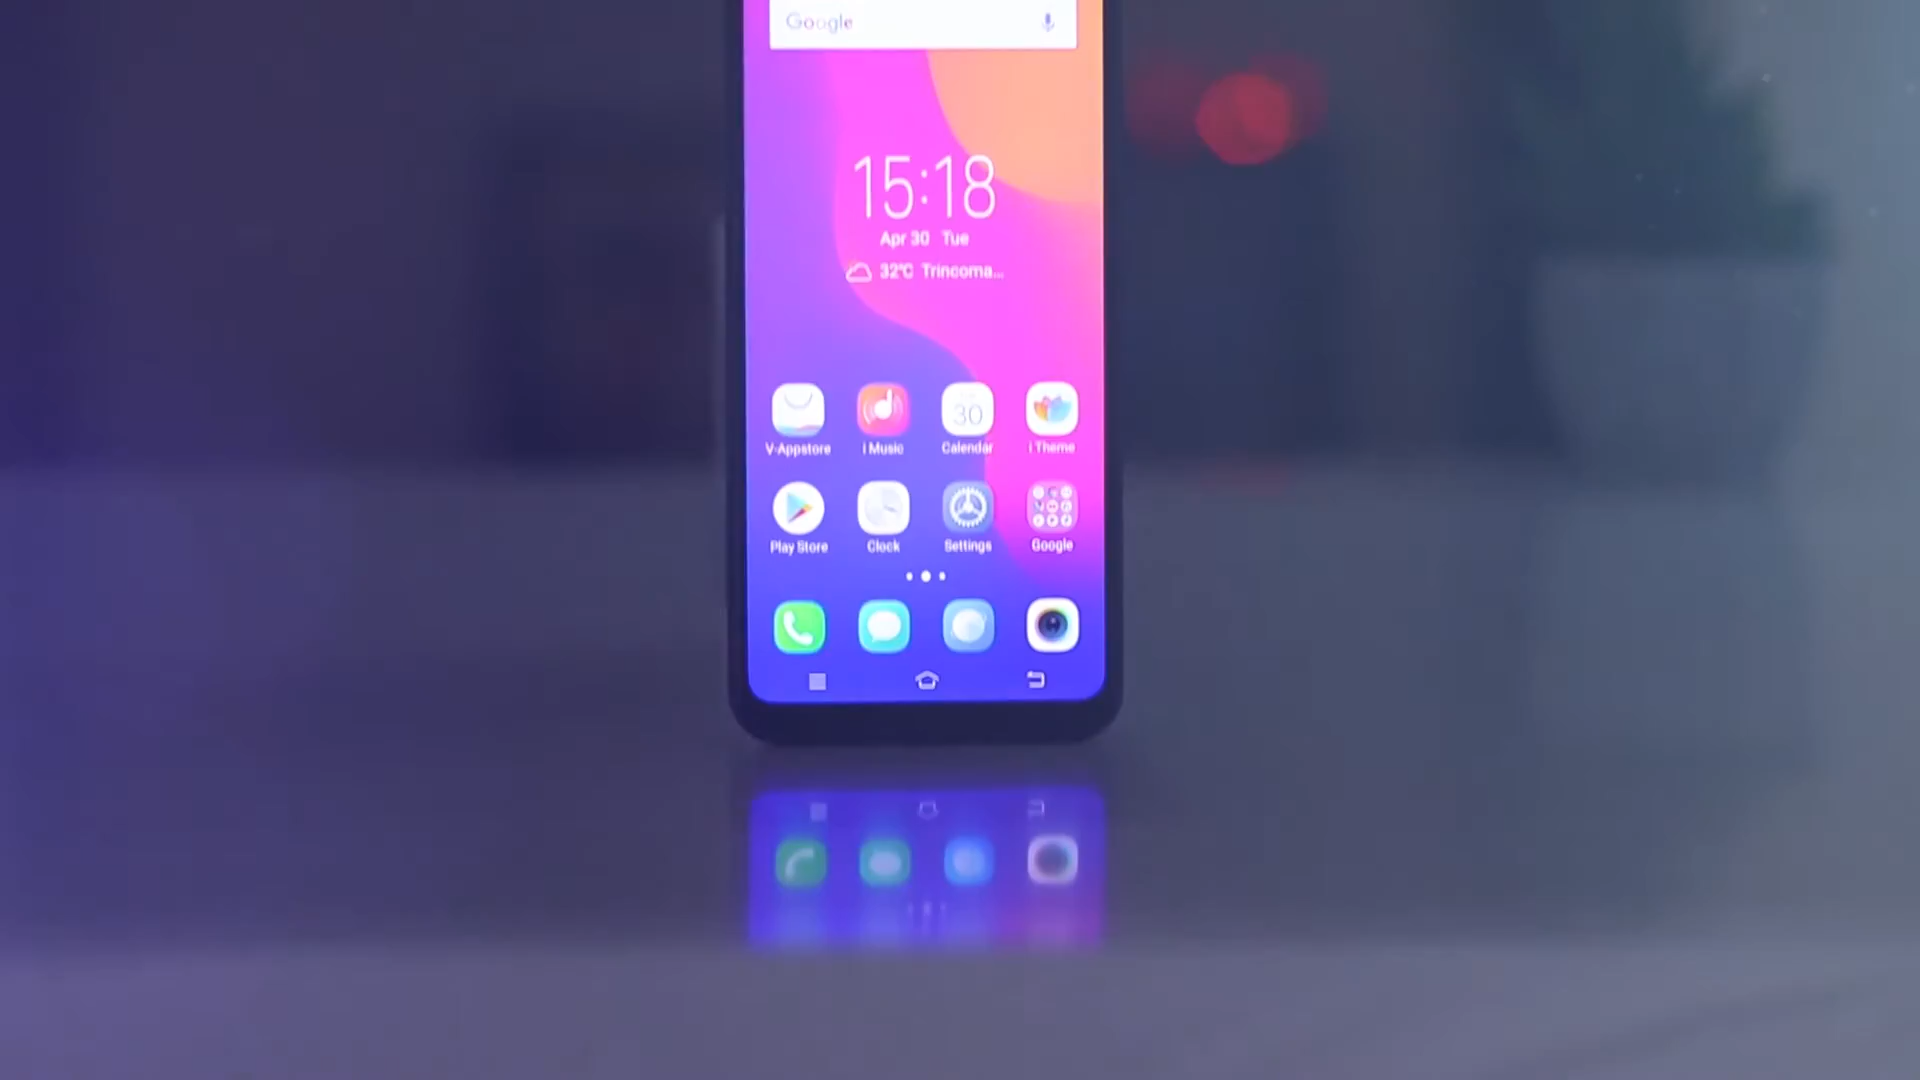 Google
15:18
Apr 30 Tue
32°C Trincoma...
30
V-Appstore i Music Calendar i Theme
Play Store Clock Settings Google